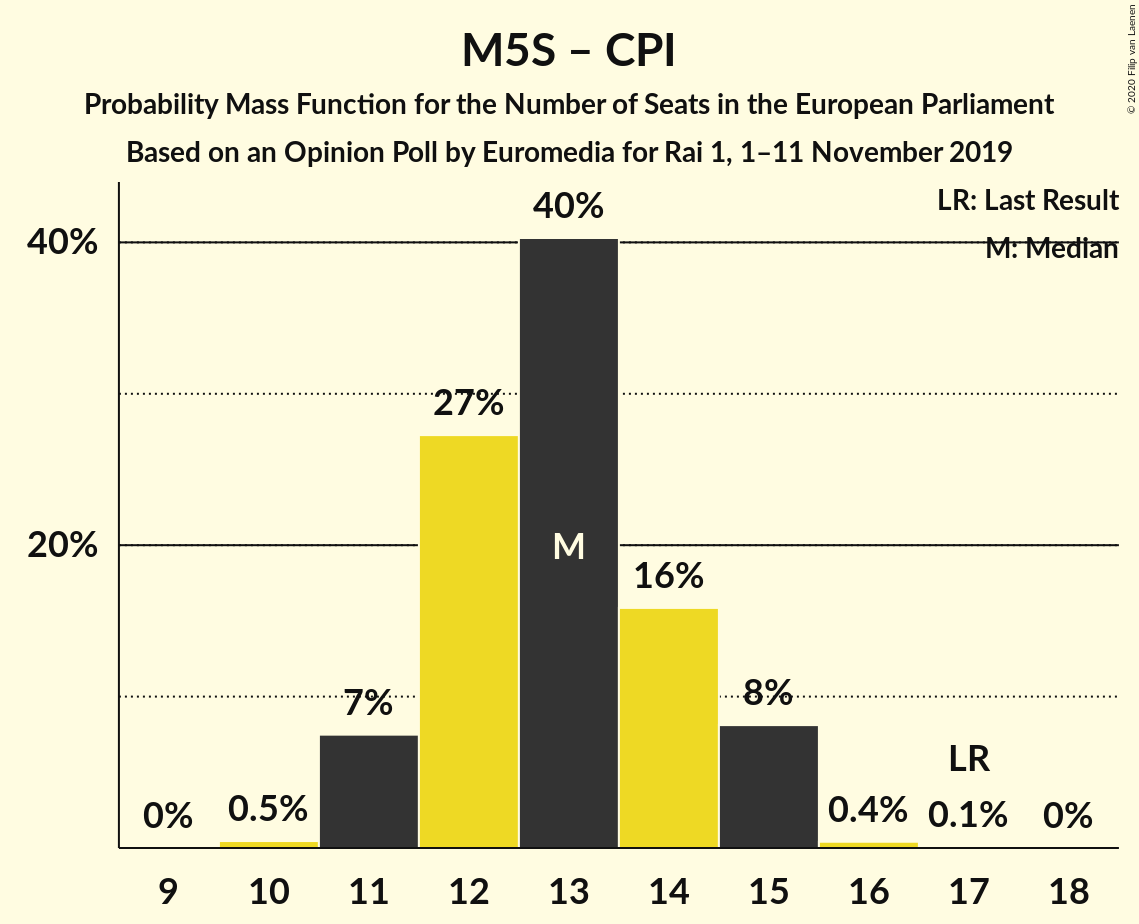 M5S – CPI
Probability Mass Function for the Number of Seats in the European Parliament
Based on an Opinion Poll by Euromedia for Rai 1, 1–11 November 2019
© 2020 Filip van Laenen
LR: Last Result
M: Median
40%
20%
0%
0.5%
7%
27%
40%
M
16%
8%
0.4%
LR
0.1%
0%
9 10 11 12 13 14 15 16 17 18